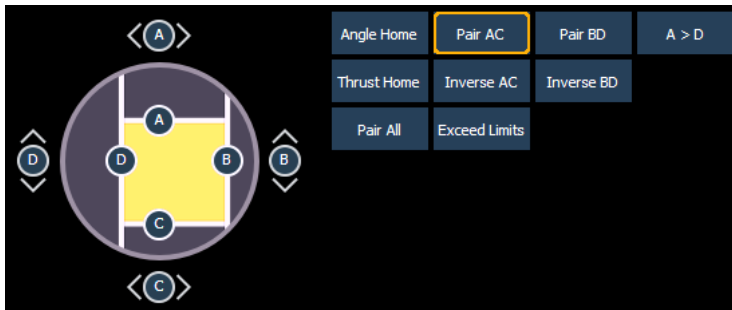 A
Angle Home Pair AC Pair BD A > D
Thrust Home Inverse AC Inverse BD
A
Pair All Exceed Limits
D D B B
C
C